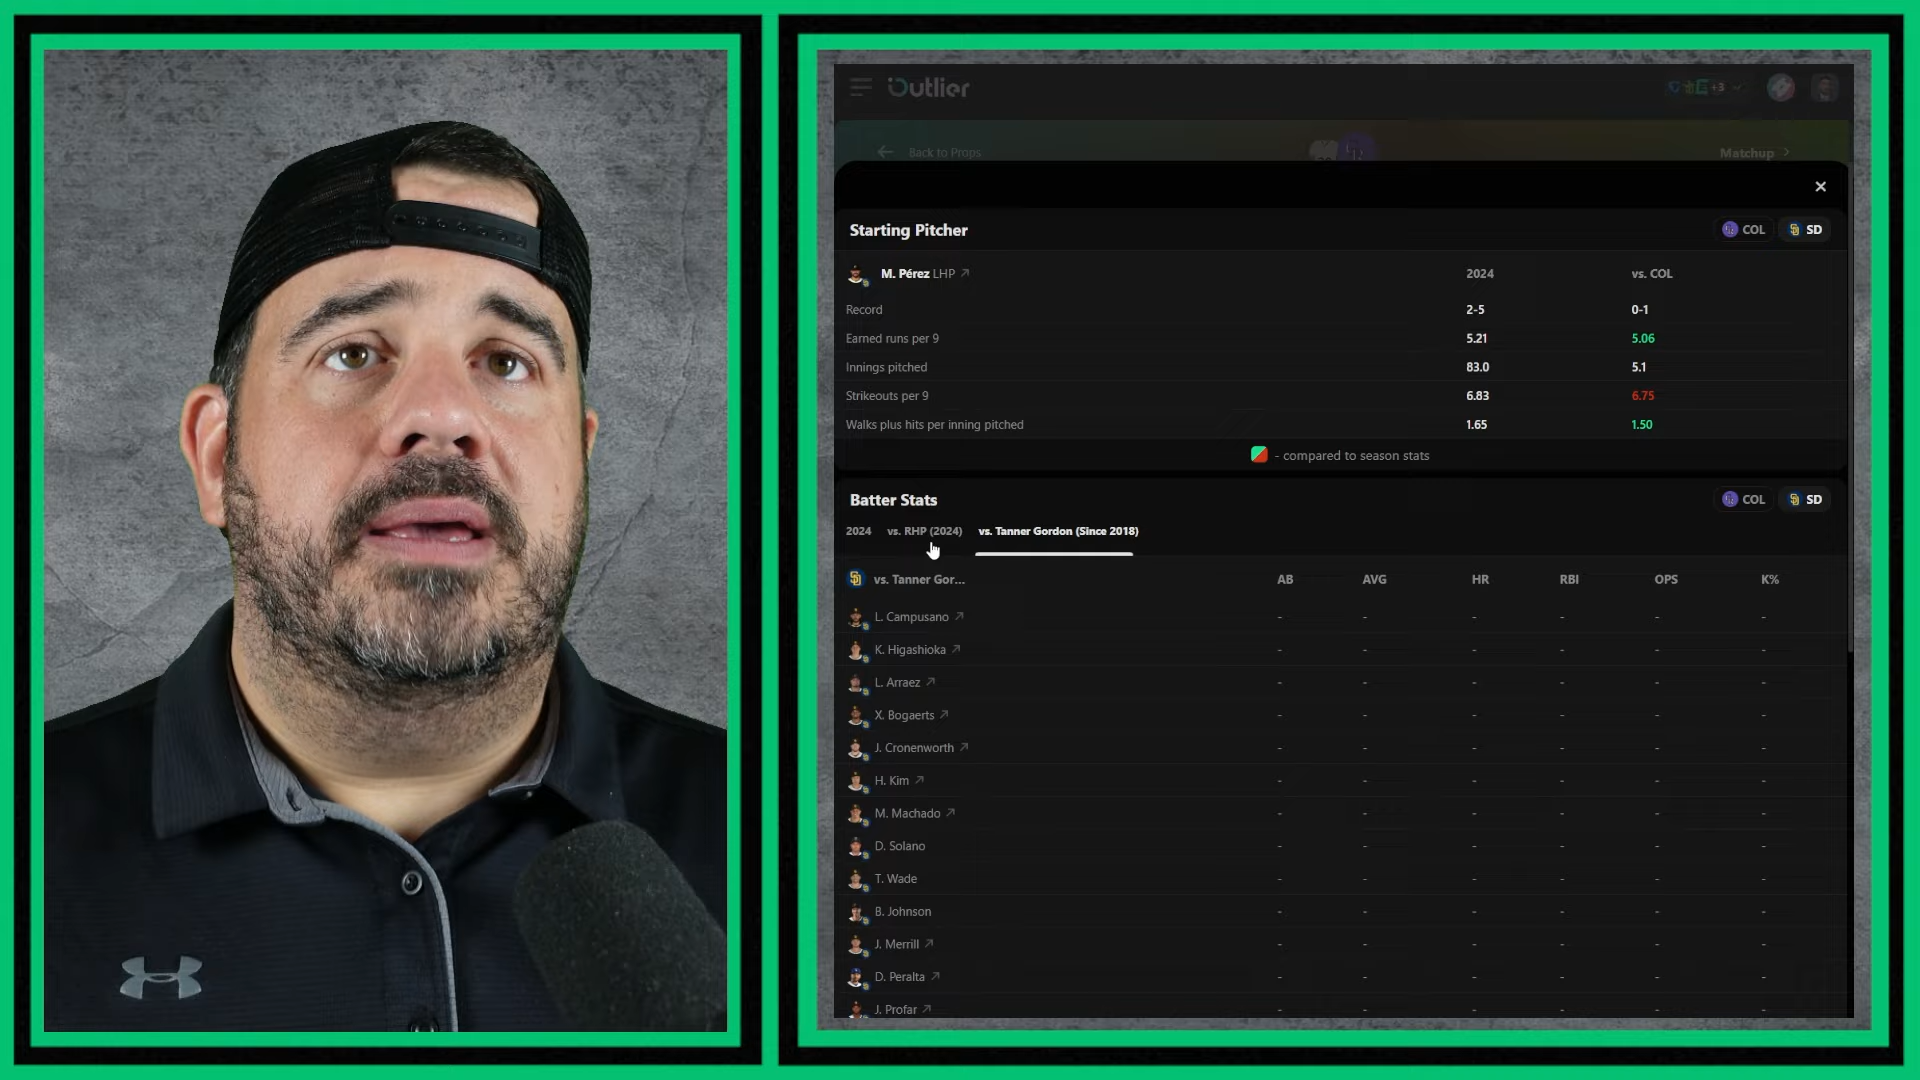 Outlier
+3
Back to Props
Matchup
Starting Pitcher
COL SD
M. Pérez LHP 2024 vs. COL
Record 2-5 0-1
Earned runs per 9 5.21 5.06
Innings pitched 83.0 5.1
Strikeouts per 9 6.83 6.75
Walks plus hits per inning pitched 1.65 1.50
- compared to season stats
Batter Stats
COL SD
2024 vs. RHP (2024) vs. Tanner Gordon (Since 2018)
vs. Tanner Gor... AB AVG HR RBI OPS K%
L. Campusano - - - - - -
K. Higashioka - - - - - -
L. Arraez - - - - - -
X. Bogaerts - - - - - -
J. Cronenworth - - - - - -
H. Kim - - - - - -
M. Machado - - - - - -
D. Solano - - - - - -
T. Wade - - - - - -
B. Johnson - - - - - -
J. Merrill - - - - - -
D. Peralta - - - - - -
J. Profar - - - - - -